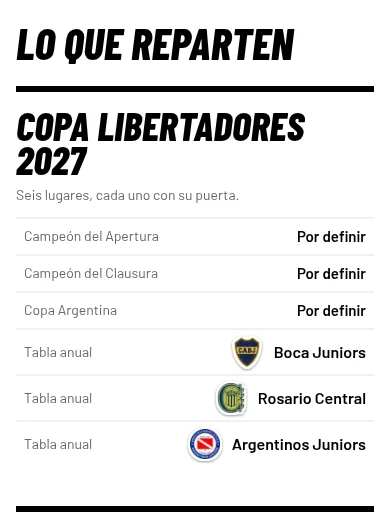 LO QUE REPARTEN
COPA LIBERTADORES
2027
Seis lugares, cada uno con su puerta.
Campeón del Apertura Por definir
Campeón del Clausura Por definir
Copa Argentina Por definir
Tabla anual CABJ Boca Juniors
Tabla anual Rosario Central
Tabla anual Argentinos Juniors